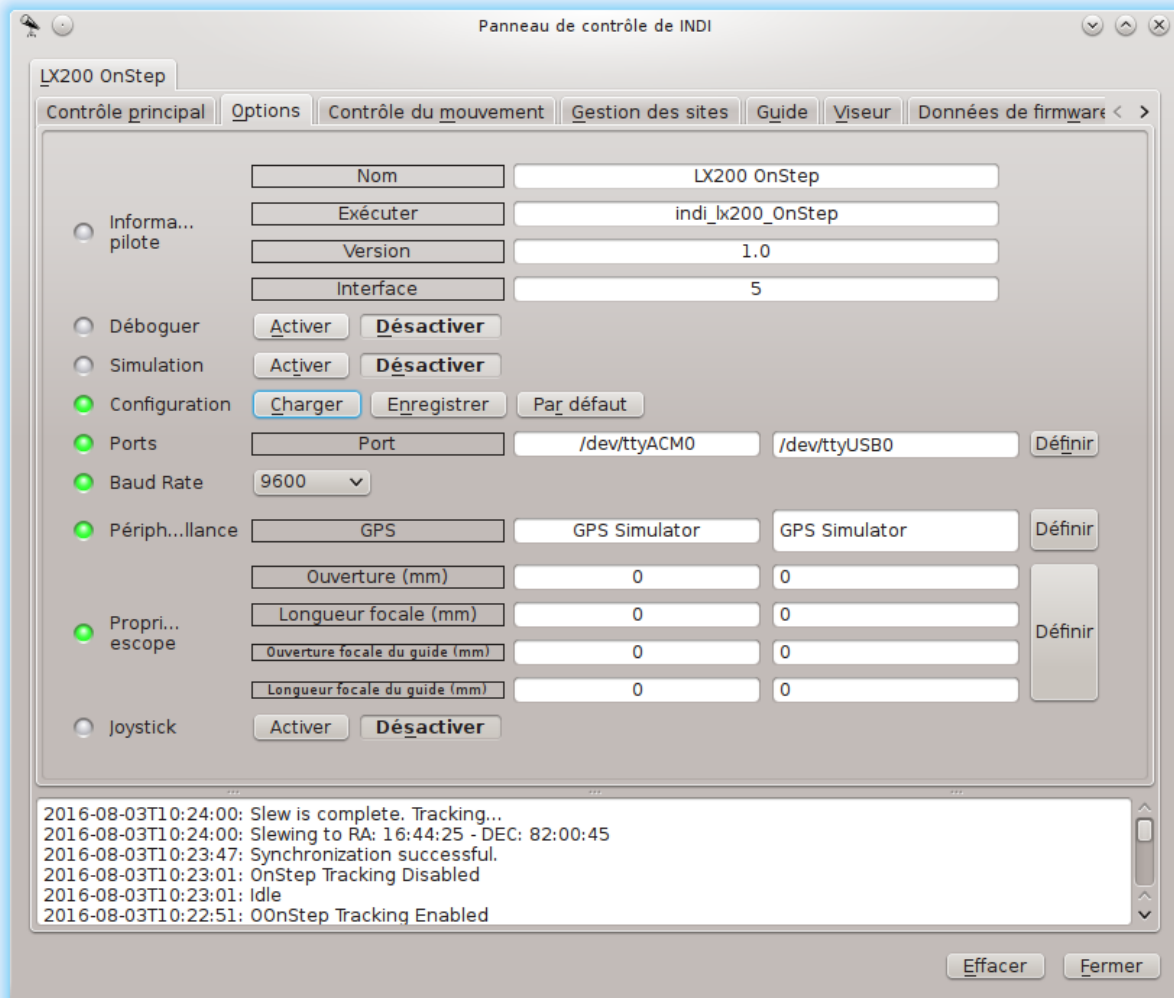 Panneau de contrôle de INDI
LX200 OnStep
Contrôle principal Options Contrôle du mouvement Gestion des sites Guide Viseur Données de firmware < >
Nom LX200 OnStep
Informa...
pilote
Exécuter indi_lx200_OnStep
Version 1.0
Interface 5
Déboguer Activer Désactiver
Simulation Activer Désactiver
Configuration Charger Enregistrer Par défaut
Ports Port /dev/ttyACM0 /dev/ttyUSB0 Définir
Baud Rate 9600
Périph...llance GPS GPS Simulator GPS Simulator Définir
Propri...
escope
Ouverture (mm) 0 0
Longueur focale (mm) 0 0
Ouverture focale du guide (mm) 0 0
Longueur focale du guide (mm) 0 0
Définir
Joystick Activer Désactiver
2016-08-03T10:24:00: Slew is complete. Tracking...
2016-08-03T10:24:00: Slewing to RA: 16:44:25 - DEC: 82:00:45
2016-08-03T10:23:47: Synchronization successful.
2016-08-03T10:23:01: OnStep Tracking Disabled
2016-08-03T10:23:01: Idle
2016-08-03T10:22:51: OOnStep Tracking Enabled
Effacer Fermer